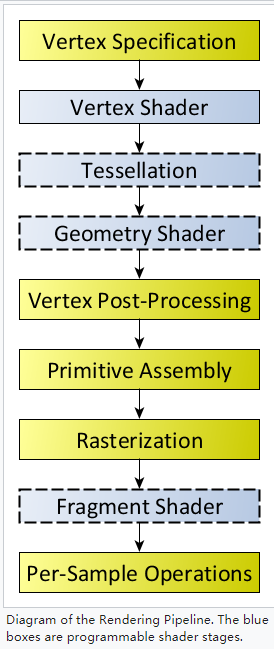 Vertex Specification
Vertex Shader
Tessellation
Geometry Shader
Vertex Post-Processing
Primitive Assembly
Rasterization
Fragment Shader
Per-Sample Operations
Diagram of the Rendering Pipeline. The blue
boxes are programmable shader stages.